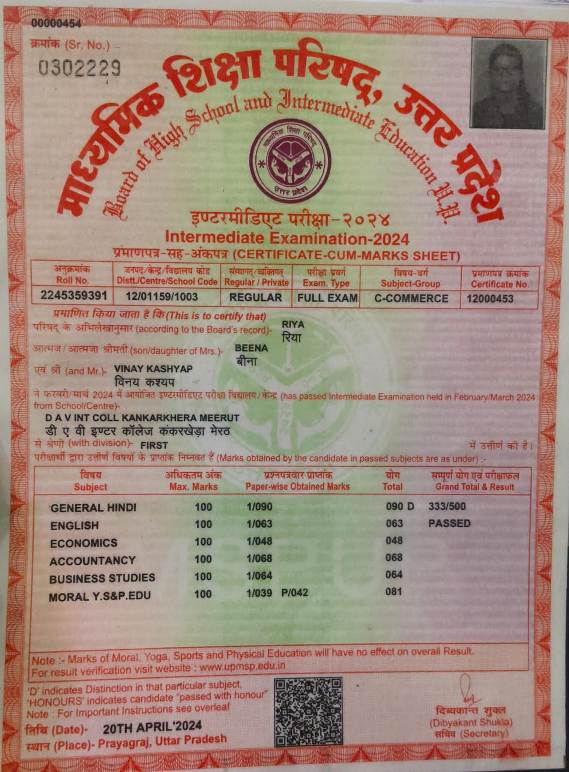 00000454
क्रमांक (Sr. No.)
0302229
माध्यमिक शिक्षा परिषद, उत्तर प्रदेश
Board of High School and Intermediate Education U.P.
माध्यमिक शिक्षा परिषद
उत्तर प्रदेश
इण्टरमीडिएट परीक्षा-२०२४
Intermediate Examination-2024
प्रमाणपत्र-सह-अंकपत्र (CERTIFICATE-CUM-MARKS SHEET)
अनुक्रमांक जनपद/केन्द्र/विद्यालय कोड संस्थागत/व्यक्तिगत परीक्षा प्रवर्ग विषय-वर्ग प्रमाणपत्र क्रमांक
Roll No. Distt./Centre/School Code Regular / Private Exam. Type Subject-Group Certificate No.
2245359391 12/01159/1003 REGULAR FULL EXAM C-COMMERCE 12000453
प्रमाणित किया जाता है कि (This is to certify that)
परिषद के अभिलेखानुसार (according to the Board's record)- RIYA
रिया
आत्मज/आत्मजा श्रीमती (son/daughter of Mrs.)- BEENA
बीना
एवं श्री (and Mr.)- VINAY KASHYAP
विनय कश्यप
ने फरवरी/मार्च 2024 में आयोजित इण्टरमीडिएट परीक्षा विद्यालय/केन्द्र (has passed Intermediate Examination held in February/March 2024
from School/Centre)-
D A V INT COLL KANKARKHERA MEERUT
डी ए वी इण्टर कॉलेज कंकरखेड़ा मेरठ
से श्रेणी (with division)- FIRST में उत्तीर्ण की है।
परीक्षार्थी द्वारा उत्तीर्ण विषयों के प्राप्तांक निम्नवत हैं (Marks obtained by the candidate in passed subjects are as under) :-
विषय अधिकतम अंक प्रश्नपत्रवार प्राप्तांक योग सम्पूर्ण योग एवं परीक्षाफल
Subject Max. Marks Paper-wise Obtained Marks Total Grand Total & Result
GENERAL HINDI 100 1/090 090 D 333/500
ENGLISH 100 1/063 063 PASSED
ECONOMICS 100 1/048 048
ACCOUNTANCY 100 1/068 068
BUSINESS STUDIES 100 1/064 064
MORAL Y.S&P.EDU 100 1/039 P/042 081
Note :- Marks of Moral, Yoga, Sports and Physical Education will have no effect on overall Result.
For result verification visit website : www.upmsp.edu.in
'D' indicates Distinction in that particular subject,
'HONOURS' indicates candidate "passed with honour"
Note : For Important Instructions see overleaf
तिथि (Date)- 20TH APRIL'2024
स्थान (Place)- Prayagraj, Uttar Pradesh
दिब्यकान्त शुक्ल
(Dibyakant Shukla)
सचिव (Secretary)